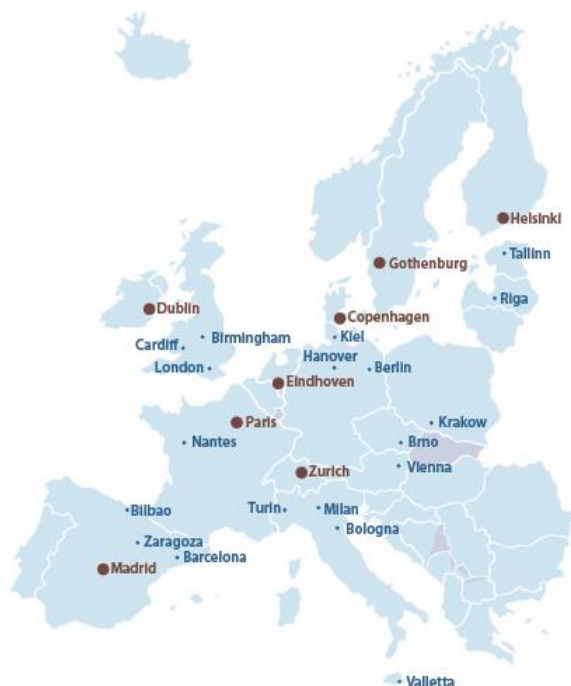 Helsinki
Tallinn
Gothenburg
Riga
Dublin
Copenhagen
Birmingham
Kiel
Cardiff
Hanover
London
Berlin
Eindhoven
Paris
Krakow
Nantes
Brno
Zurich
Vienna
Bilbao
Turin
Milan
Bologna
Zaragoza
Barcelona
Madrid
Valletta